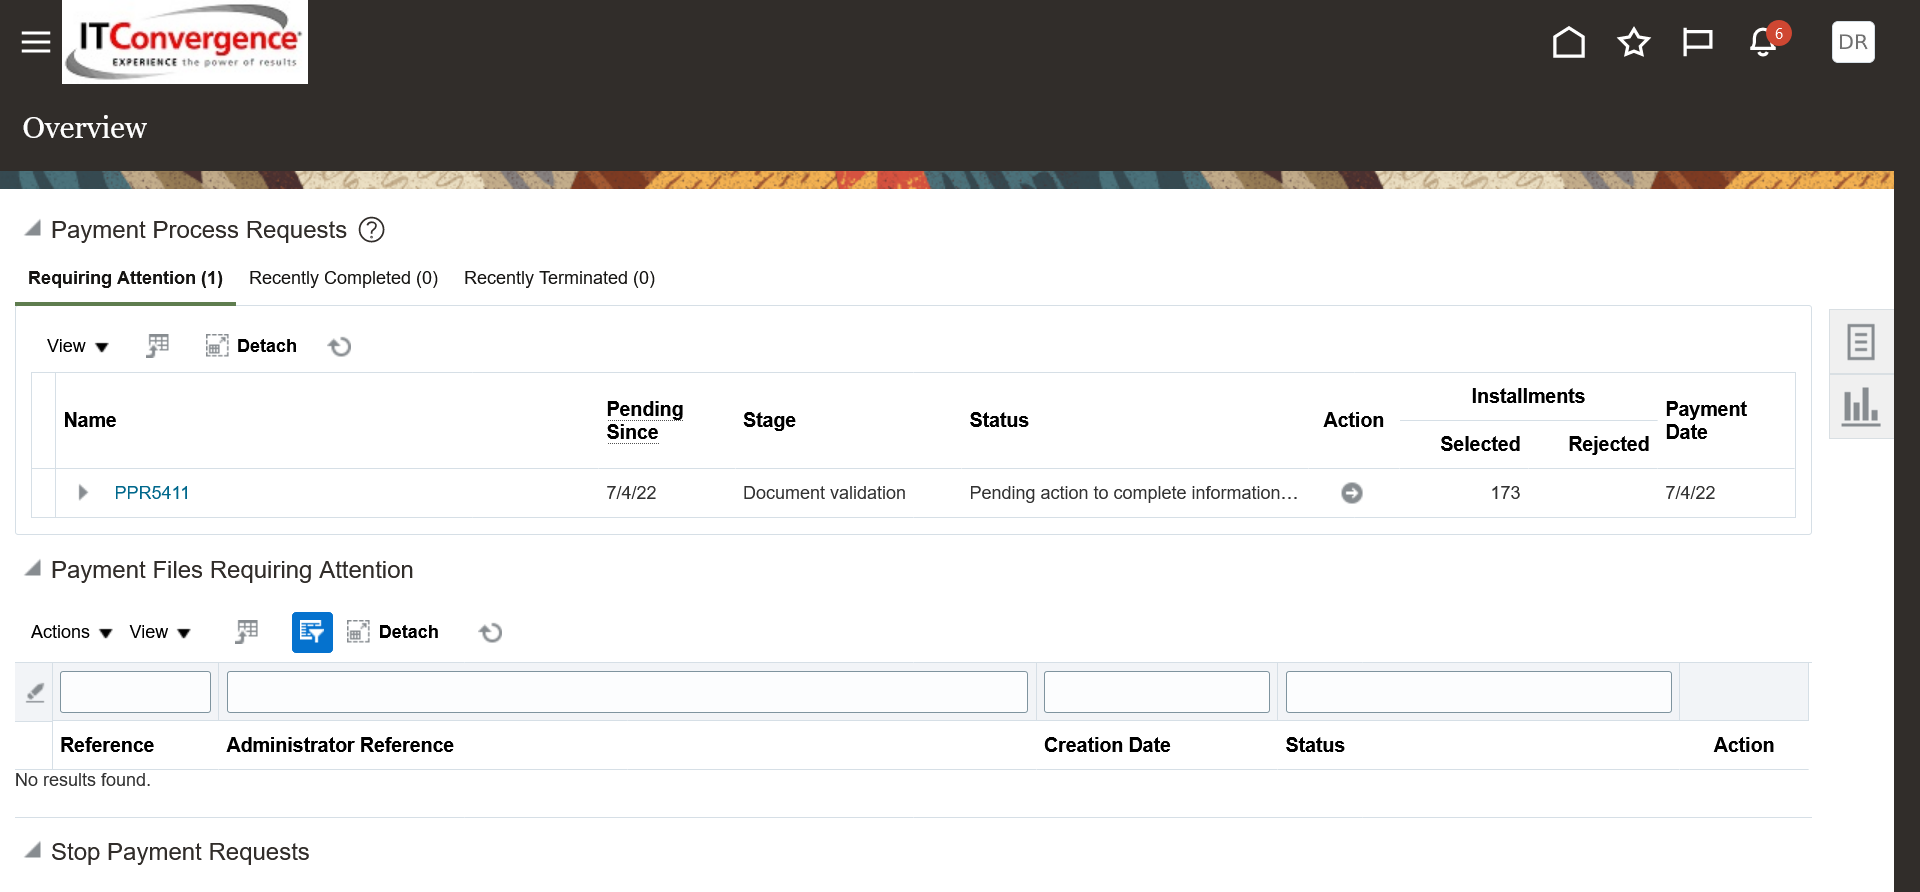 ITConvergence
EXPERIENCE the power of results
6
DR
Overview
Payment Process Requests ?
Requiring Attention (1) Recently Completed (0) Recently Terminated (0)
View Detach
Name Pending Since Stage Status Action Installments Selected Rejected Payment Date
PPR5411 7/4/22 Document validation Pending action to complete information… 173 7/4/22
Payment Files Requiring Attention
Actions View Detach
Reference Administrator Reference Creation Date Status Action
No results found.
Stop Payment Requests